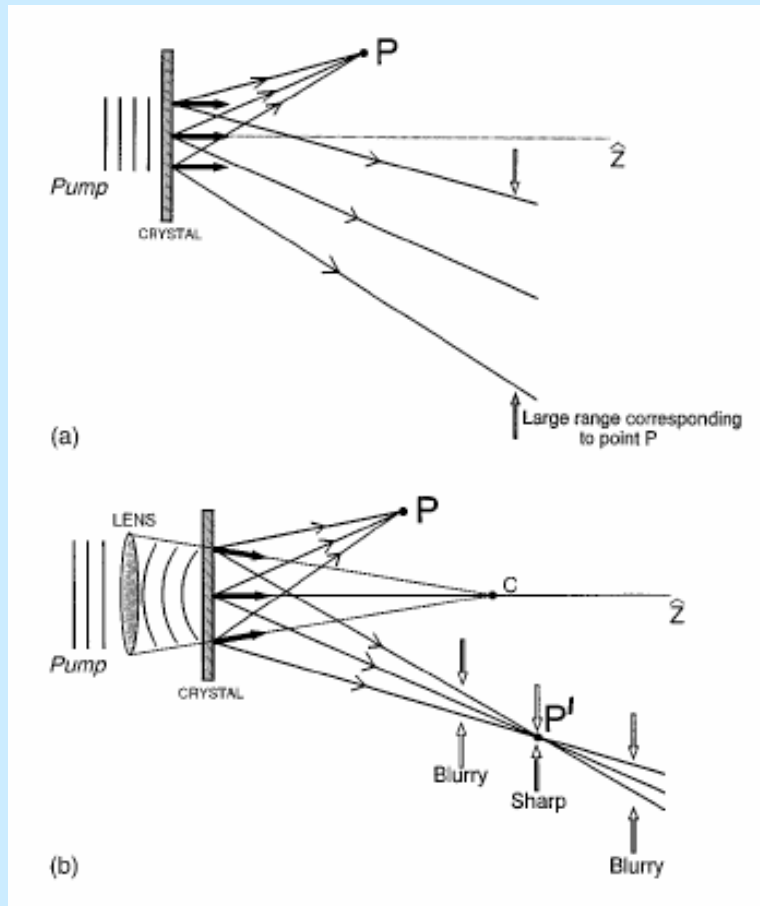 P
Ẑ
Pump
CRYSTAL
Large range corresponding
to point P
(a)
LENS
P
C
Ẑ
Pump
CRYSTAL
P'
Blurry
Sharp
Blurry
(b)